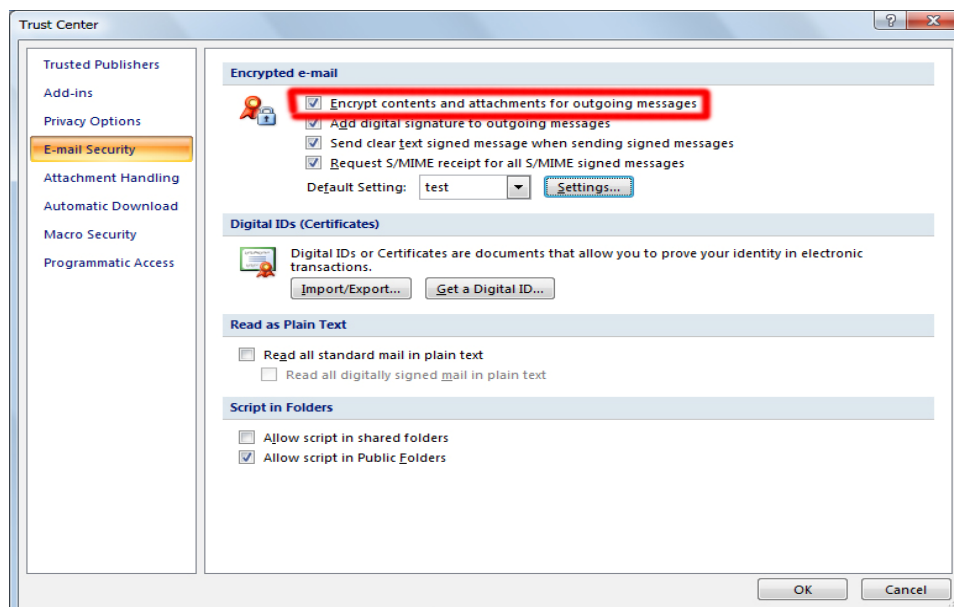 Trust Center
Trusted Publishers
Add-ins
Privacy Options
E-mail Security
Attachment Handling
Automatic Download
Macro Security
Programmatic Access
Encrypted e-mail
Encrypt contents and attachments for outgoing messages
Add digital signature to outgoing messages
Send clear text signed message when sending signed messages
Request S/MIME receipt for all S/MIME signed messages
Default Setting: test Settings...
Digital IDs (Certificates)
Digital IDs or Certificates are documents that allow you to prove your identity in electronic
transactions.
Import/Export... Get a Digital ID...
Read as Plain Text
Read all standard mail in plain text
Read all digitally signed mail in plain text
Script in Folders
Allow script in shared folders
Allow script in Public Folders
OK Cancel